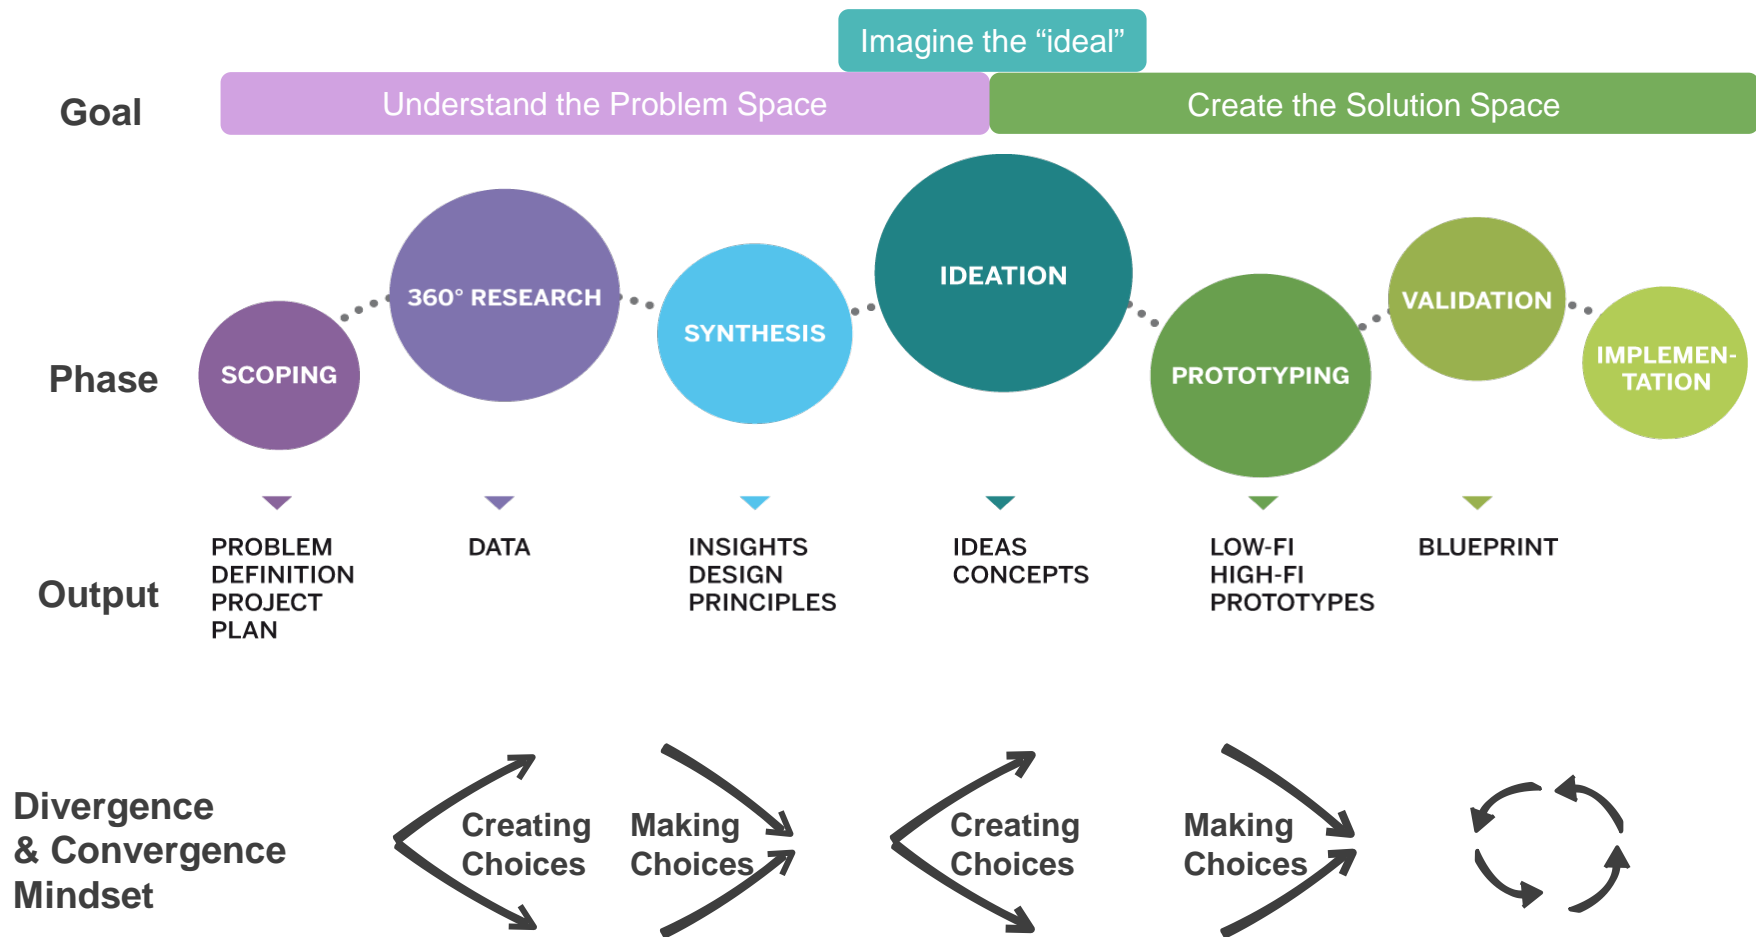 Imagine the “ideal”
Goal
Understand the Problem Space
Create the Solution Space
Phase
SCOPING
360° RESEARCH
SYNTHESIS
IDEATION
PROTOTYPING
VALIDATION
IMPLEMEN-
TATION
Output
PROBLEM
DEFINITION
PROJECT
PLAN
DATA
INSIGHTS
DESIGN
PRINCIPLES
IDEAS
CONCEPTS
LOW-FI
HIGH-FI
PROTOTYPES
BLUEPRINT
Divergence
& Convergence
Mindset
Creating
Choices
Making
Choices
Creating
Choices
Making
Choices